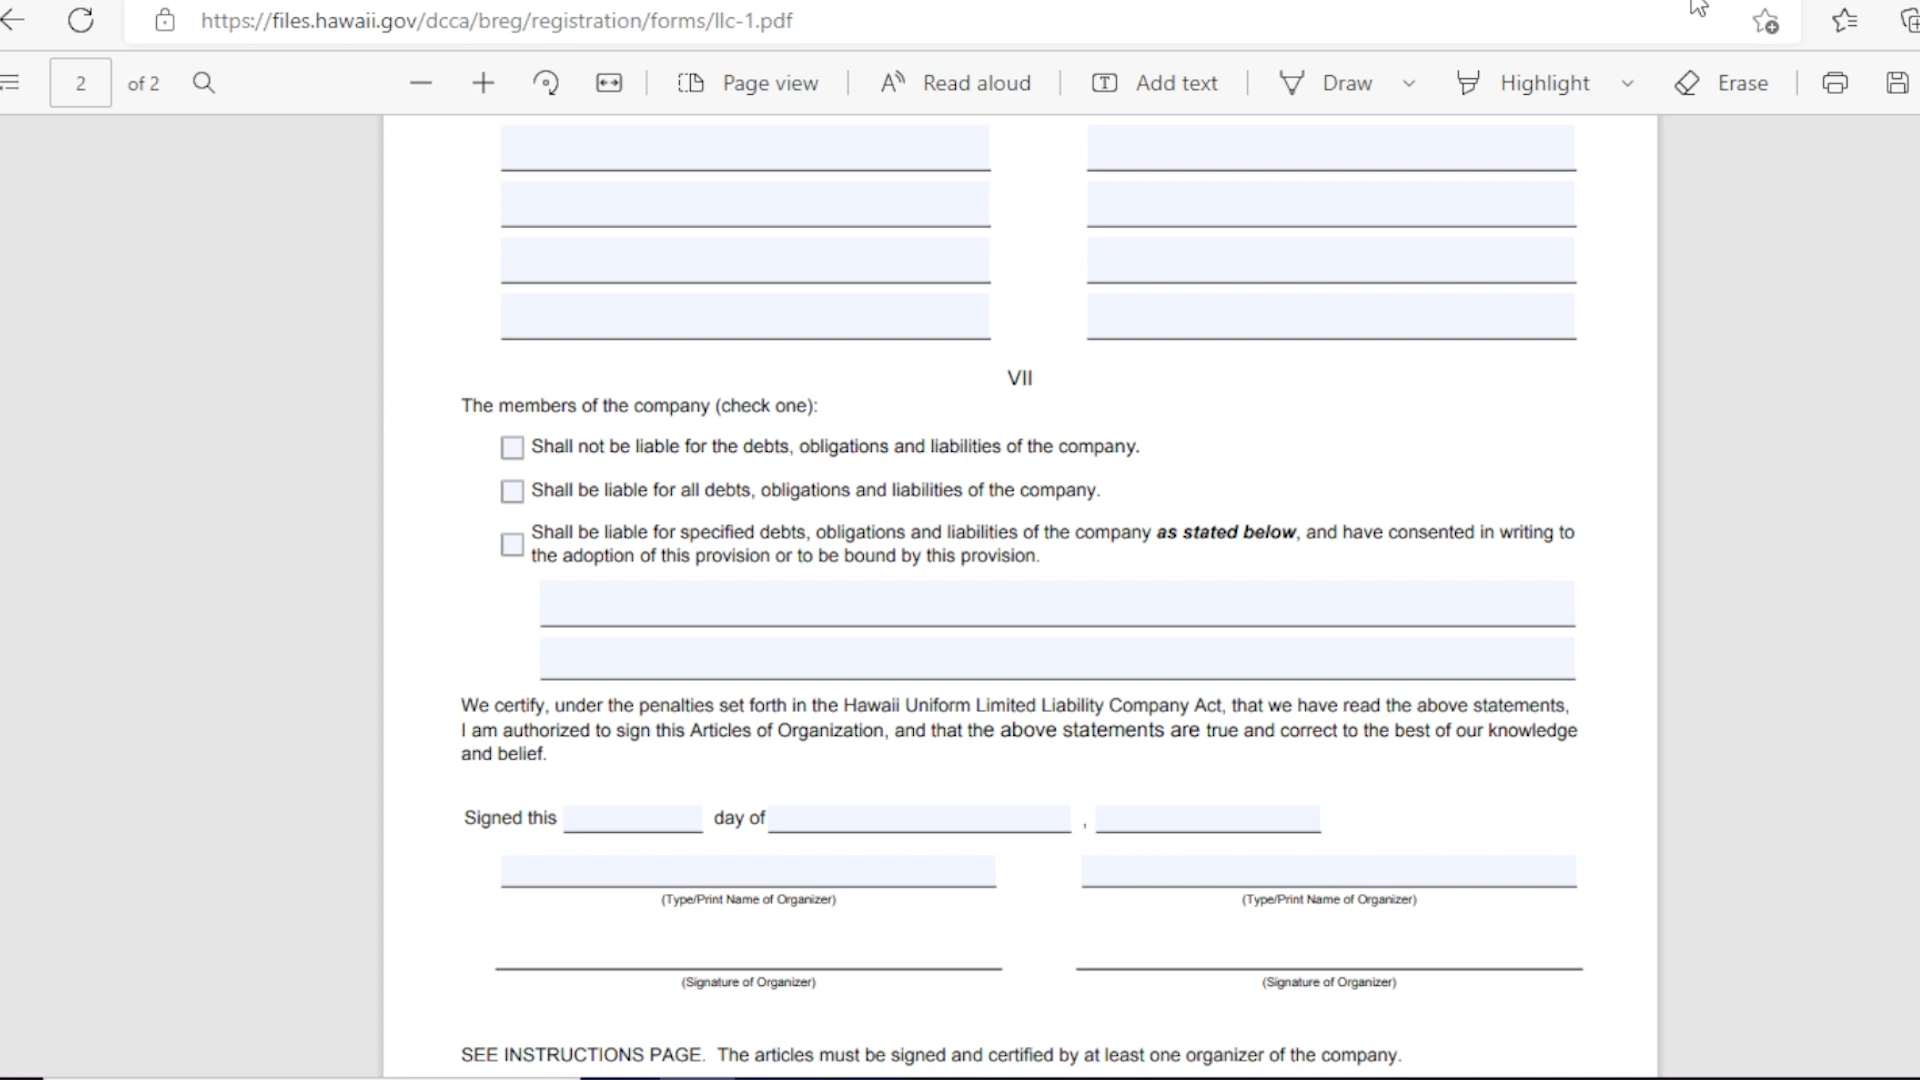 https://files.hawaii.gov/dcca/breg/registration/forms/llc-1.pdf
2 of 2 Page view Read aloud Add text Draw Highlight Erase
VII
The members of the company (check one):
Shall not be liable for the debts, obligations and liabilities of the company.
Shall be liable for all debts, obligations and liabilities of the company.
Shall be liable for specified debts, obligations and liabilities of the company as stated below, and have consented in writing to
the adoption of this provision or to be bound by this provision.
We certify, under the penalties set forth in the Hawaii Uniform Limited Liability Company Act, that we have read the above statements,
I am authorized to sign this Articles of Organization, and that the above statements are true and correct to the best of our knowledge
and belief.
Signed this day of ,
(Type/Print Name of Organizer) (Type/Print Name of Organizer)
(Signature of Organizer) (Signature of Organizer)
SEE INSTRUCTIONS PAGE. The articles must be signed and certified by at least one organizer of the company.